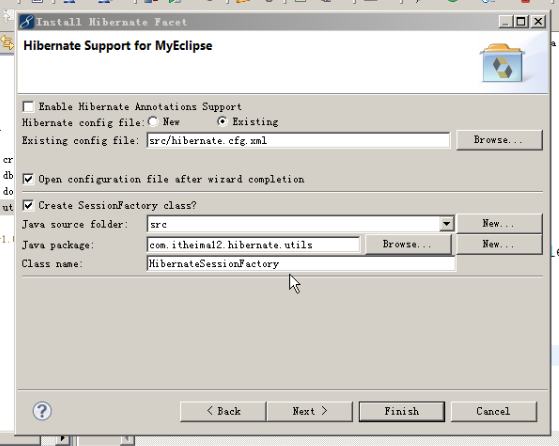 Install Hibernate Facet
Hibernate Support for MyEclipse
Enable Hibernate Annotations Support
Hibernate config file: New Existing
Existing config file: src/hibernate.cfg.xml Browse...
Open configuration file after wizard completion
Create SessionFactory class?
Java source folder: src New...
Java package: com.itheima12.hibernate.utils Browse... New...
Class name: HibernateSessionFactory
? < Back Next > Finish Cancel
cr
db
do
ut